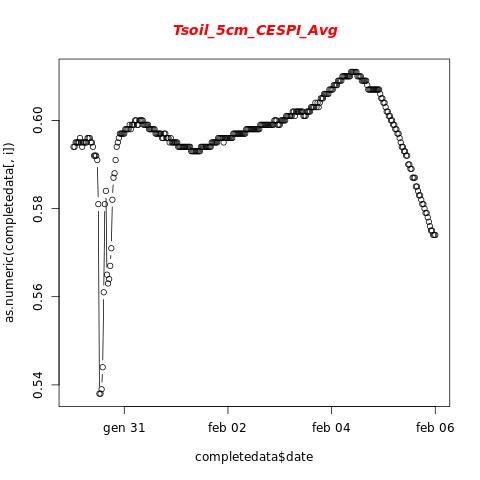 Tsoil_5cm_CESPI_Avg
as.numeric(completedata[, i])
0.60
0.58
0.56
0.54
gen 31 feb 02 feb 04 feb 06
completedata$date